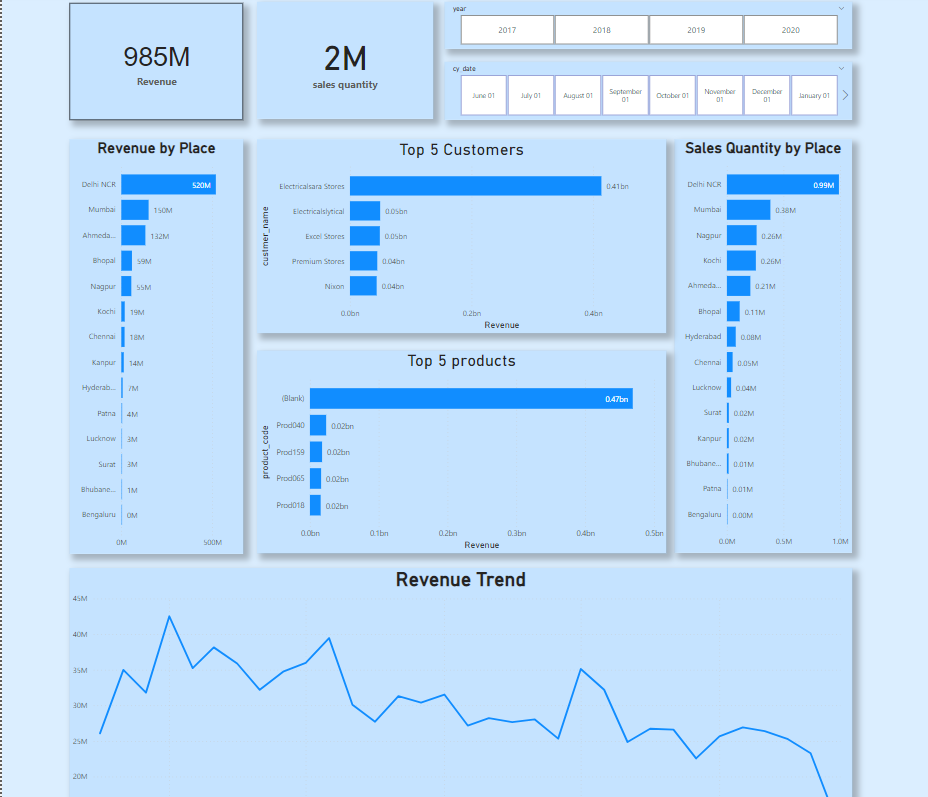 985M
Revenue
2M
sales quantity
year
2017 2018 2019 2020
cy_date
June 01 July 01 August 01 September 01 October 01 November 01 December 01 January 01
Revenue by Place
Delhi NCR 520M
Mumbai 150M
Ahmeda... 132M
Bhopal 59M
Nagpur 55M
Kochi 19M
Chennai 18M
Kanpur 14M
Hyderab... 7M
Patna 4M
Lucknow 3M
Surat 3M
Bhubane... 1M
Bengaluru 0M
0M 500M
Top 5 Customers
custmer_name
Electricalsara Stores 0.41bn
Electricalslytical 0.05bn
Excel Stores 0.05bn
Premium Stores 0.04bn
Nixon 0.04bn
0.0bn 0.2bn 0.4bn
Revenue
Top 5 products
product_code
(Blank) 0.47bn
Prod040 0.02bn
Prod159 0.02bn
Prod065 0.02bn
Prod018 0.02bn
0.0bn 0.1bn 0.2bn 0.3bn 0.4bn 0.5bn
Revenue
Sales Quantity by Place
Delhi NCR 0.99M
Mumbai 0.38M
Nagpur 0.26M
Kochi 0.26M
Ahmeda... 0.21M
Bhopal 0.11M
Hyderabad 0.08M
Chennai 0.05M
Lucknow 0.04M
Surat 0.02M
Kanpur 0.02M
Bhubane... 0.01M
Patna 0.01M
Bengaluru 0.00M
0.0M 0.5M 1.0M
Revenue Trend
45M
40M
35M
30M
25M
20M